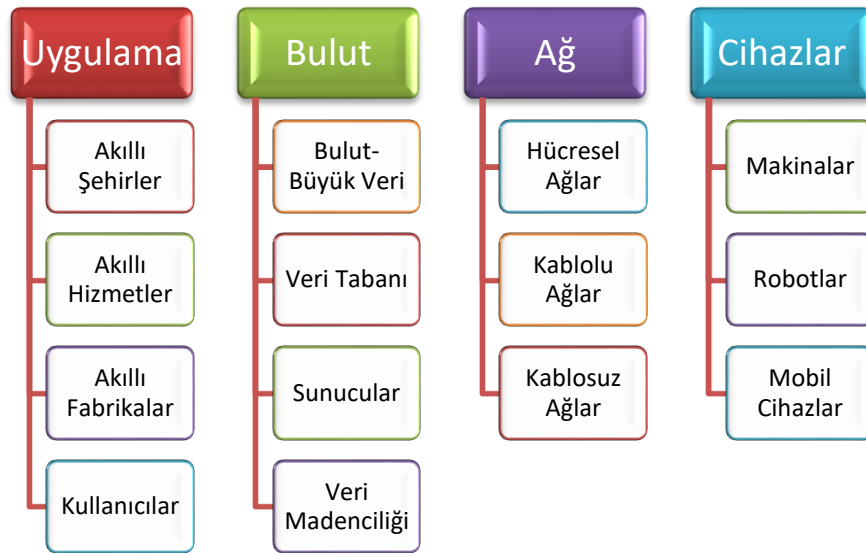 Uygulama
Akıllı
Şehirler
Akıllı
Hizmetler
Akıllı
Fabrikalar
Kullanıcılar
Bulut
Bulut-
Büyük Veri
Veri Tabanı
Sunucular
Veri
Madenciliği
Ağ
Hücresel
Ağlar
Kablolu
Ağlar
Kablosuz
Ağlar
Cihazlar
Makinalar
Robotlar
Mobil
Cihazlar